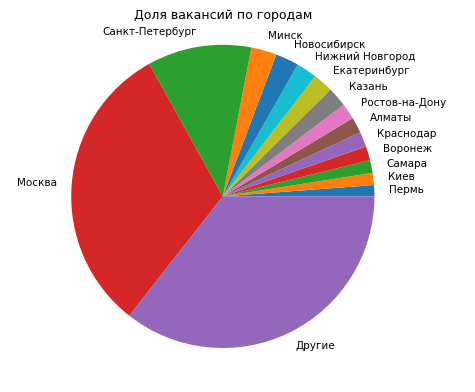 Доля вакансий по городам
Санкт-Петербург
Минск
Новосибирск
Нижний Новгород
Екатеринбург
Казань
Ростов-на-Дону
Алматы
Краснодар
Воронеж
Самара
Киев
Пермь
Москва
Другие